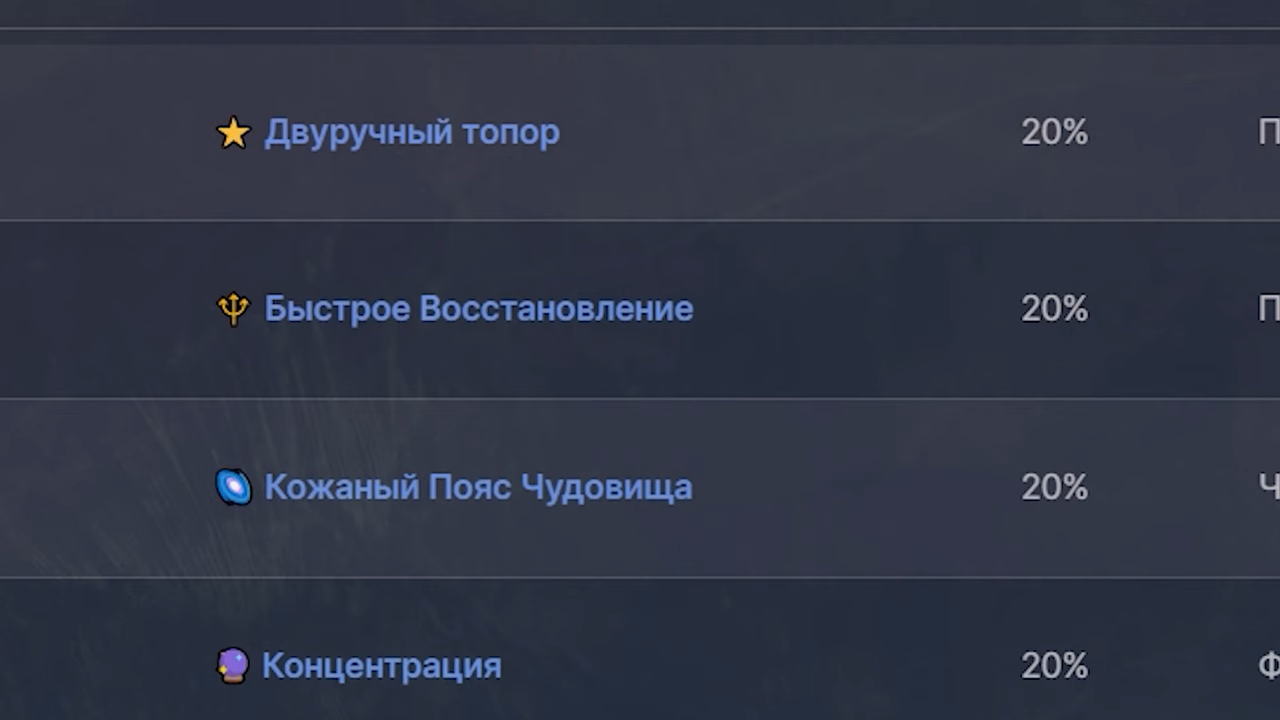 Двуручный топор 20% П
Быстрое Восстановление 20% П
Кожаный Пояс Чудовища 20% Ч
Концентрация 20% Ф